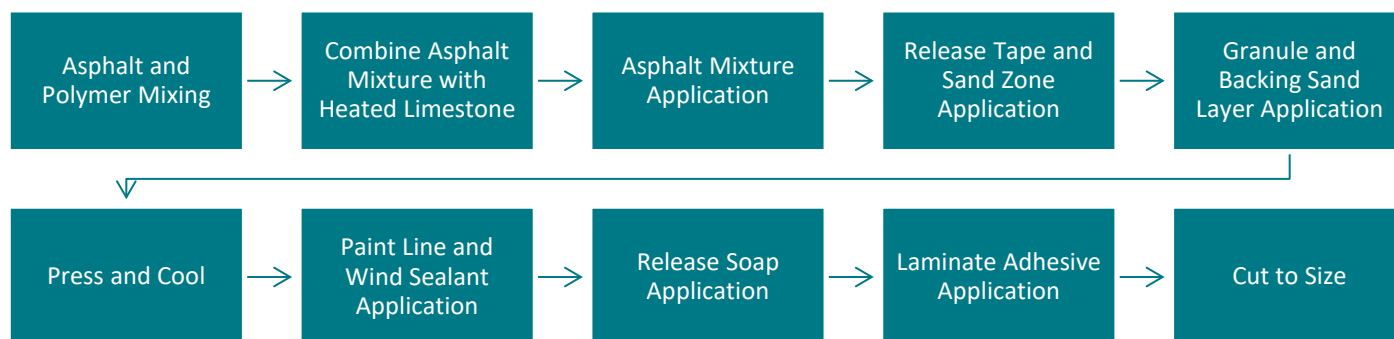 Asphalt and
Polymer Mixing
Combine Asphalt
Mixture with
Heated Limestone
Asphalt Mixture
Application
Release Tape and
Sand Zone
Application
Granule and
Backing Sand
Layer Application
Press and Cool
Paint Line and
Wind Sealant
Application
Release Soap
Application
Laminate Adhesive
Application
Cut to Size